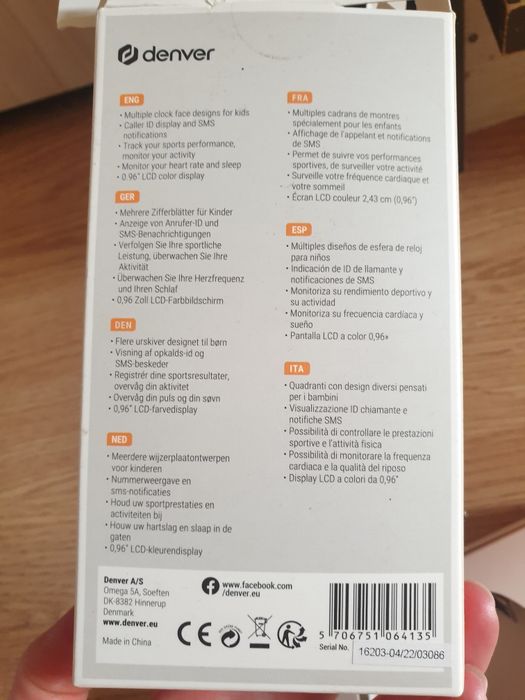 denver
ENG
• Multiple clock face designs for kids
• Caller ID display and SMS
notifications
• Track your sports performance,
monitor your activity
• Monitor your heart rate and sleep
• 0.96" LCD color display
GER
• Mehrere Zifferblätter für Kinder
• Anzeige von Anrufer-ID und
SMS-Benachrichtigungen
• Verfolgen Sie Ihre sportliche
Leistung, überwachen Sie Ihre
Aktivität
• Überwachen Sie Ihre Herzfrequenz
und Ihren Schlaf
• 0,96 Zoll LCD-Farbbildschirm
DEN
• Flere urskiver designet til børn
• Visning af opkalds-id og
SMS-beskeder
• Registrér dine sportsresultater,
overvåg din aktivitet
• Overvåg din puls og din søvn
• 0,96" LCD-farvedisplay
NED
• Meerdere wijzerplaatontwerpen
voor kinderen
• Nummerweergave en
sms-notificaties
• Houd uw sportprestaties en
activiteiten bij
• Houw uw hartslag en slaap in de
gaten
• 0,96" LCD-kleurendisplay
FRA
• Multiples cadrans de montres
spécialement pour les enfants
• Affichage de l'appelant et notifications
de SMS
• Permet de suivre vos performances
sportives, de surveiller votre activité
• Surveille votre fréquence cardiaque et
votre sommeil
• Écran LCD couleur 2,43 cm (0,96")
ESP
• Múltiples diseños de esfera de reloj
para niños
• Indicación de ID de llamante y
notificaciones de SMS
• Monitoriza su rendimiento deportivo y
su actividad
• Monitoriza su frecuencia cardíaca y
sueño
• Pantalla LCD a color 0,96»
ITA
• Quadranti con design diversi pensati
per i bambini
• Visualizzazione ID chiamante e
notifiche SMS
• Possibilità di controllare le prestazioni
sportive e l'attività fisica
• Possibilità di monitorare la frequenza
cardiaca e la qualità del riposo
• Display LCD a colori da 0,96"
Denver A/S
Omega 5A, Soeften
DK-8382 Hinnerup
Denmark
www.denver.eu
Made in China
www.facebook.com
/denver.eu
CE
5 706751 064135
Serial No.
16203-04/22/03086